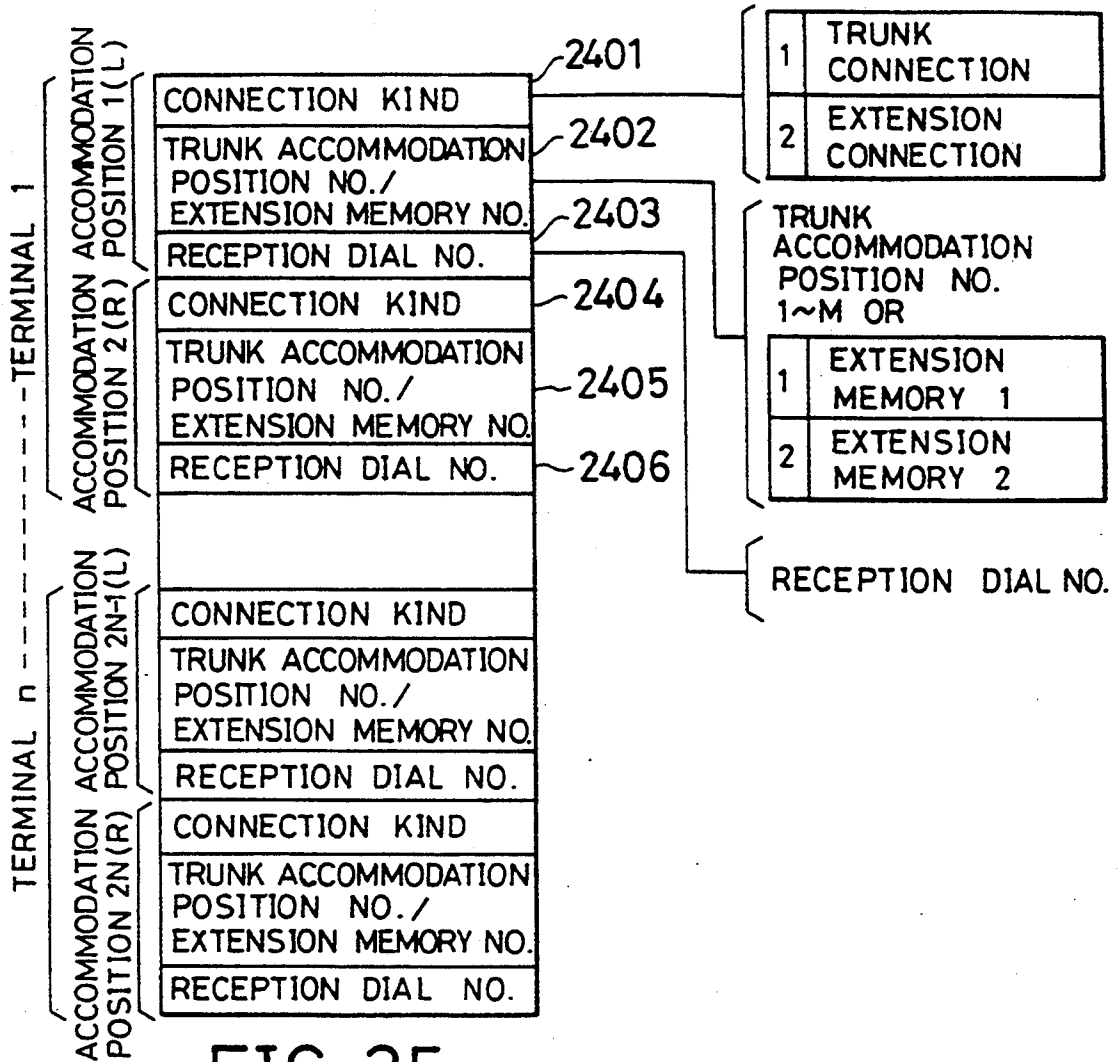 TERMINAL 1
ACCOMMODATION
POSITION 1(L)
CONNECTION KIND
2401
TRUNK ACCOMMODATION
POSITION NO./
EXTENSION MEMORY NO.
2402
RECEPTION DIAL NO.
2403
ACCOMMODATION
POSITION 2(R)
CONNECTION KIND
2404
TRUNK ACCOMMODATION
POSITION NO./
EXTENSION MEMORY NO.
2405
RECEPTION DIAL NO.
2406
TERMINAL n
ACCOMMODATION
POSITION 2N-1(L)
CONNECTION KIND
TRUNK ACCOMMODATION
POSITION NO./
EXTENSION MEMORY NO.
RECEPTION DIAL NO.
ACCOMMODATION
POSITION 2N(R)
CONNECTION KIND
TRUNK ACCOMMODATION
POSITION NO./
EXTENSION MEMORY NO.
RECEPTION DIAL NO.
1 TRUNK
CONNECTION
2 EXTENSION
CONNECTION
TRUNK
ACCOMMODATION
POSITION NO.
1~M OR
1 EXTENSION
MEMORY 1
2 EXTENSION
MEMORY 2
RECEPTION DIAL NO.